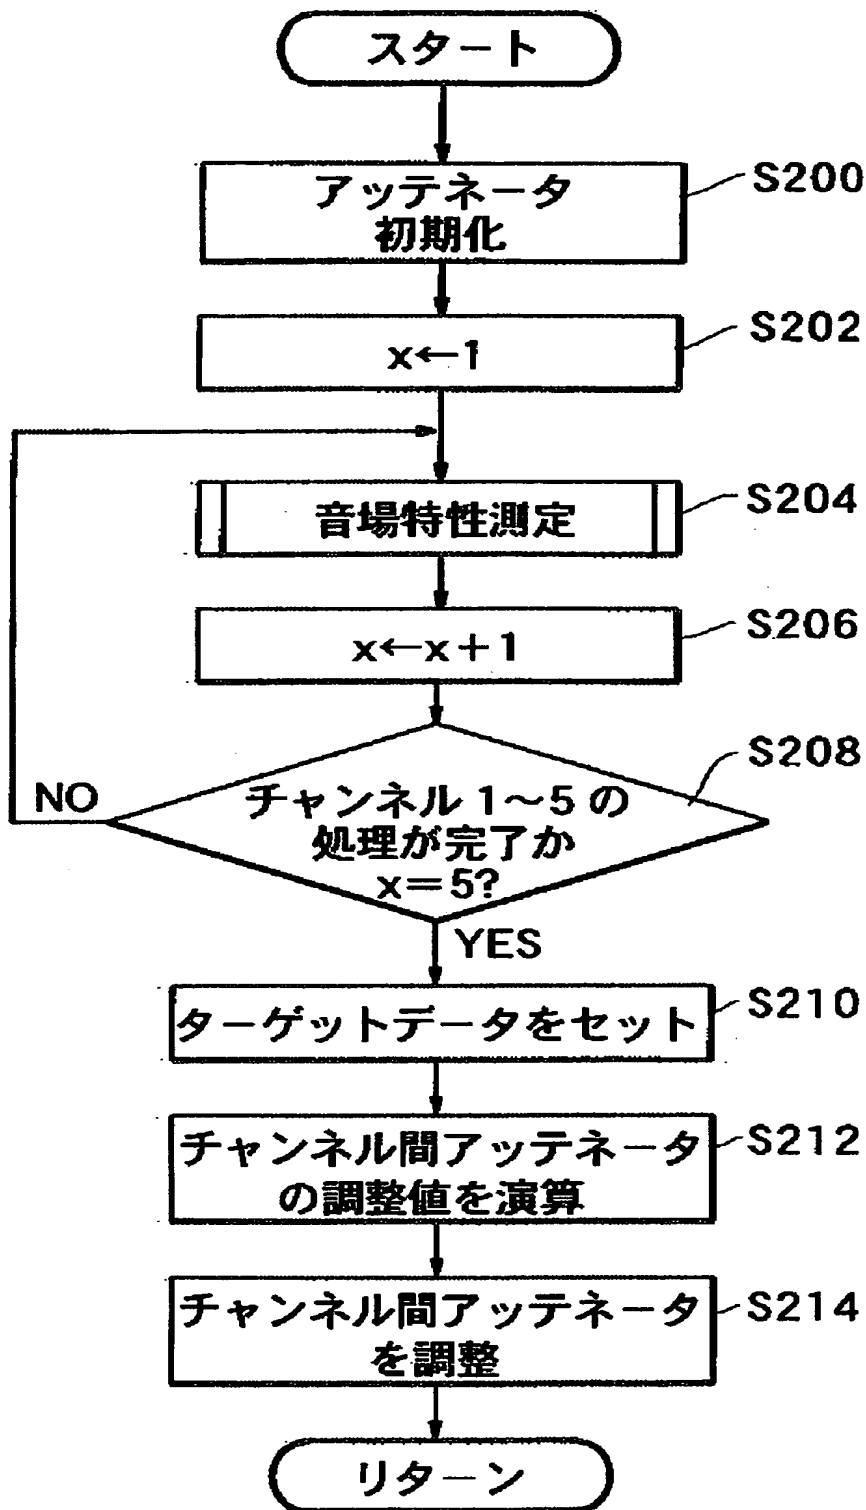 スタート
アッテネータ
初期化
S200
x←1
S202
音場特性測定
S204
x←x＋1
S206
チャンネル1～5の
処理が完了か
x＝5?
S208
NO
YES
ターゲットデータをセット
S210
チャンネル間アッテネータ
の調整値を演算
S212
チャンネル間アッテネータ
を調整
S214
リターン